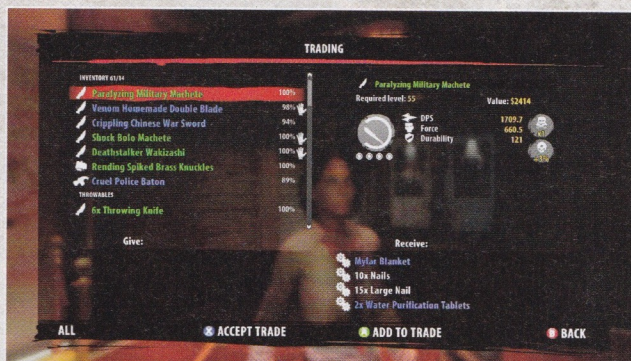 TRADING
INVENTORY 61/84
Paralyzing Military Machete 100%
Venom Homemade Double Blade 98%
Crippling Chinese War Sword 94%
Shock Bolo Machete 100%
Deathstalker Wakizashi 100%
Rending Spiked Brass Knuckles 100%
Cruel Police Baton 89%
THROWABLES
6x Throwing Knife 100%
Paralyzing Military Machete
Required level: 55
Value: $2414
DPS 1709.7
Force 660.5
Durability 121
Give:
Receive:
Mylar Blanket
10x Nails
15x Large Nail
2x Water Purification Tablets
ALL
X ACCEPT TRADE
A ADD TO TRADE
B BACK